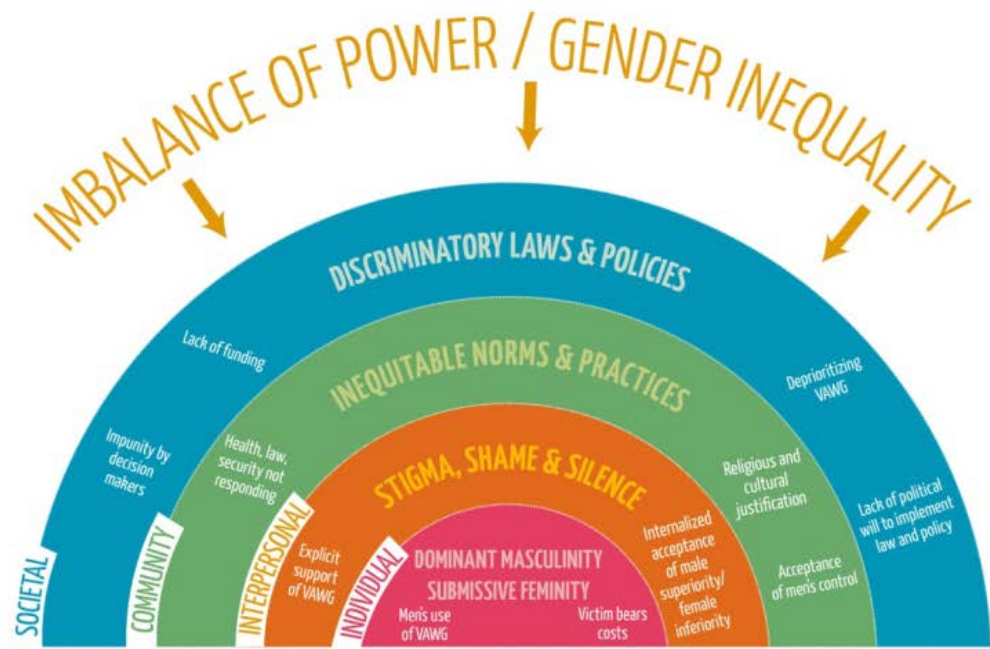 IMBALANCE OF POWER / GENDER INEQUALITY
DISCRIMINATORY LAWS & POLICIES
Lack of funding
Impunity by
decision
makers
Deprioritizing
VAWG
Lack of political
will to implement
law and policy
SOCIETAL
INEQUITABLE NORMS & PRACTICES
Health, law,
security not
responding
Religious and
cultural
justification
Acceptance
of men's control
COMMUNITY
STIGMA, SHAME & SILENCE
Explicit
support
of VAWG
Internalized
acceptance
of male
superiority/
female
inferiority
INTERPERSONAL
DOMINANT MASCULINITY
SUBMISSIVE FEMINITY
Men's use
of VAWG
Victim bears
costs
INDIVIDUAL